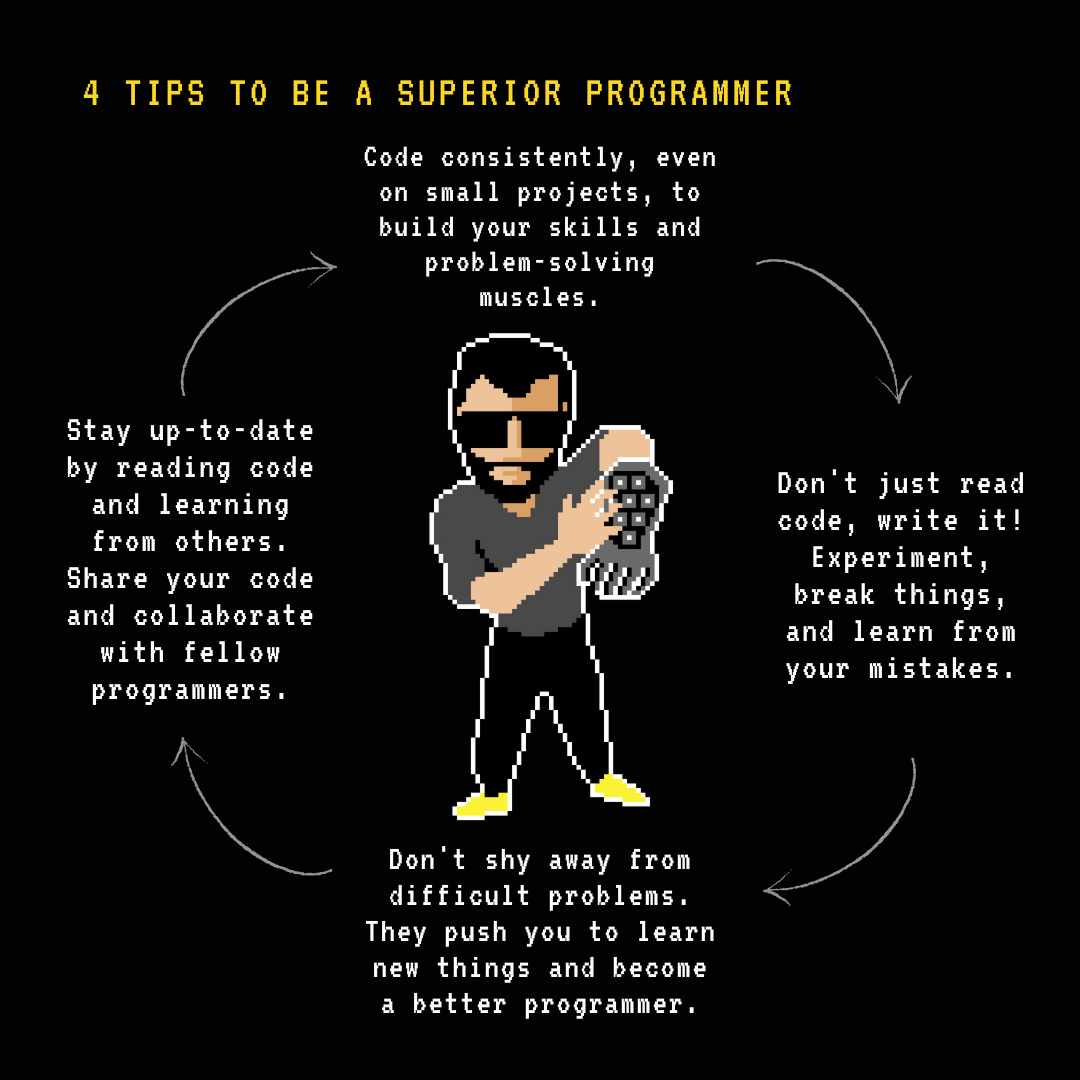 4 TIPS TO BE A SUPERIOR PROGRAMMER
Code consistently, even
on small projects, to
build your skills and
problem-solving
muscles.
Don't just read
code, write it!
Experiment,
break things,
and learn from
your mistakes.
Don't shy away from
difficult problems.
They push you to learn
new things and become
a better programmer.
Stay up-to-date
by reading code
and learning
from others.
Share your code
and collaborate
with fellow
programmers.